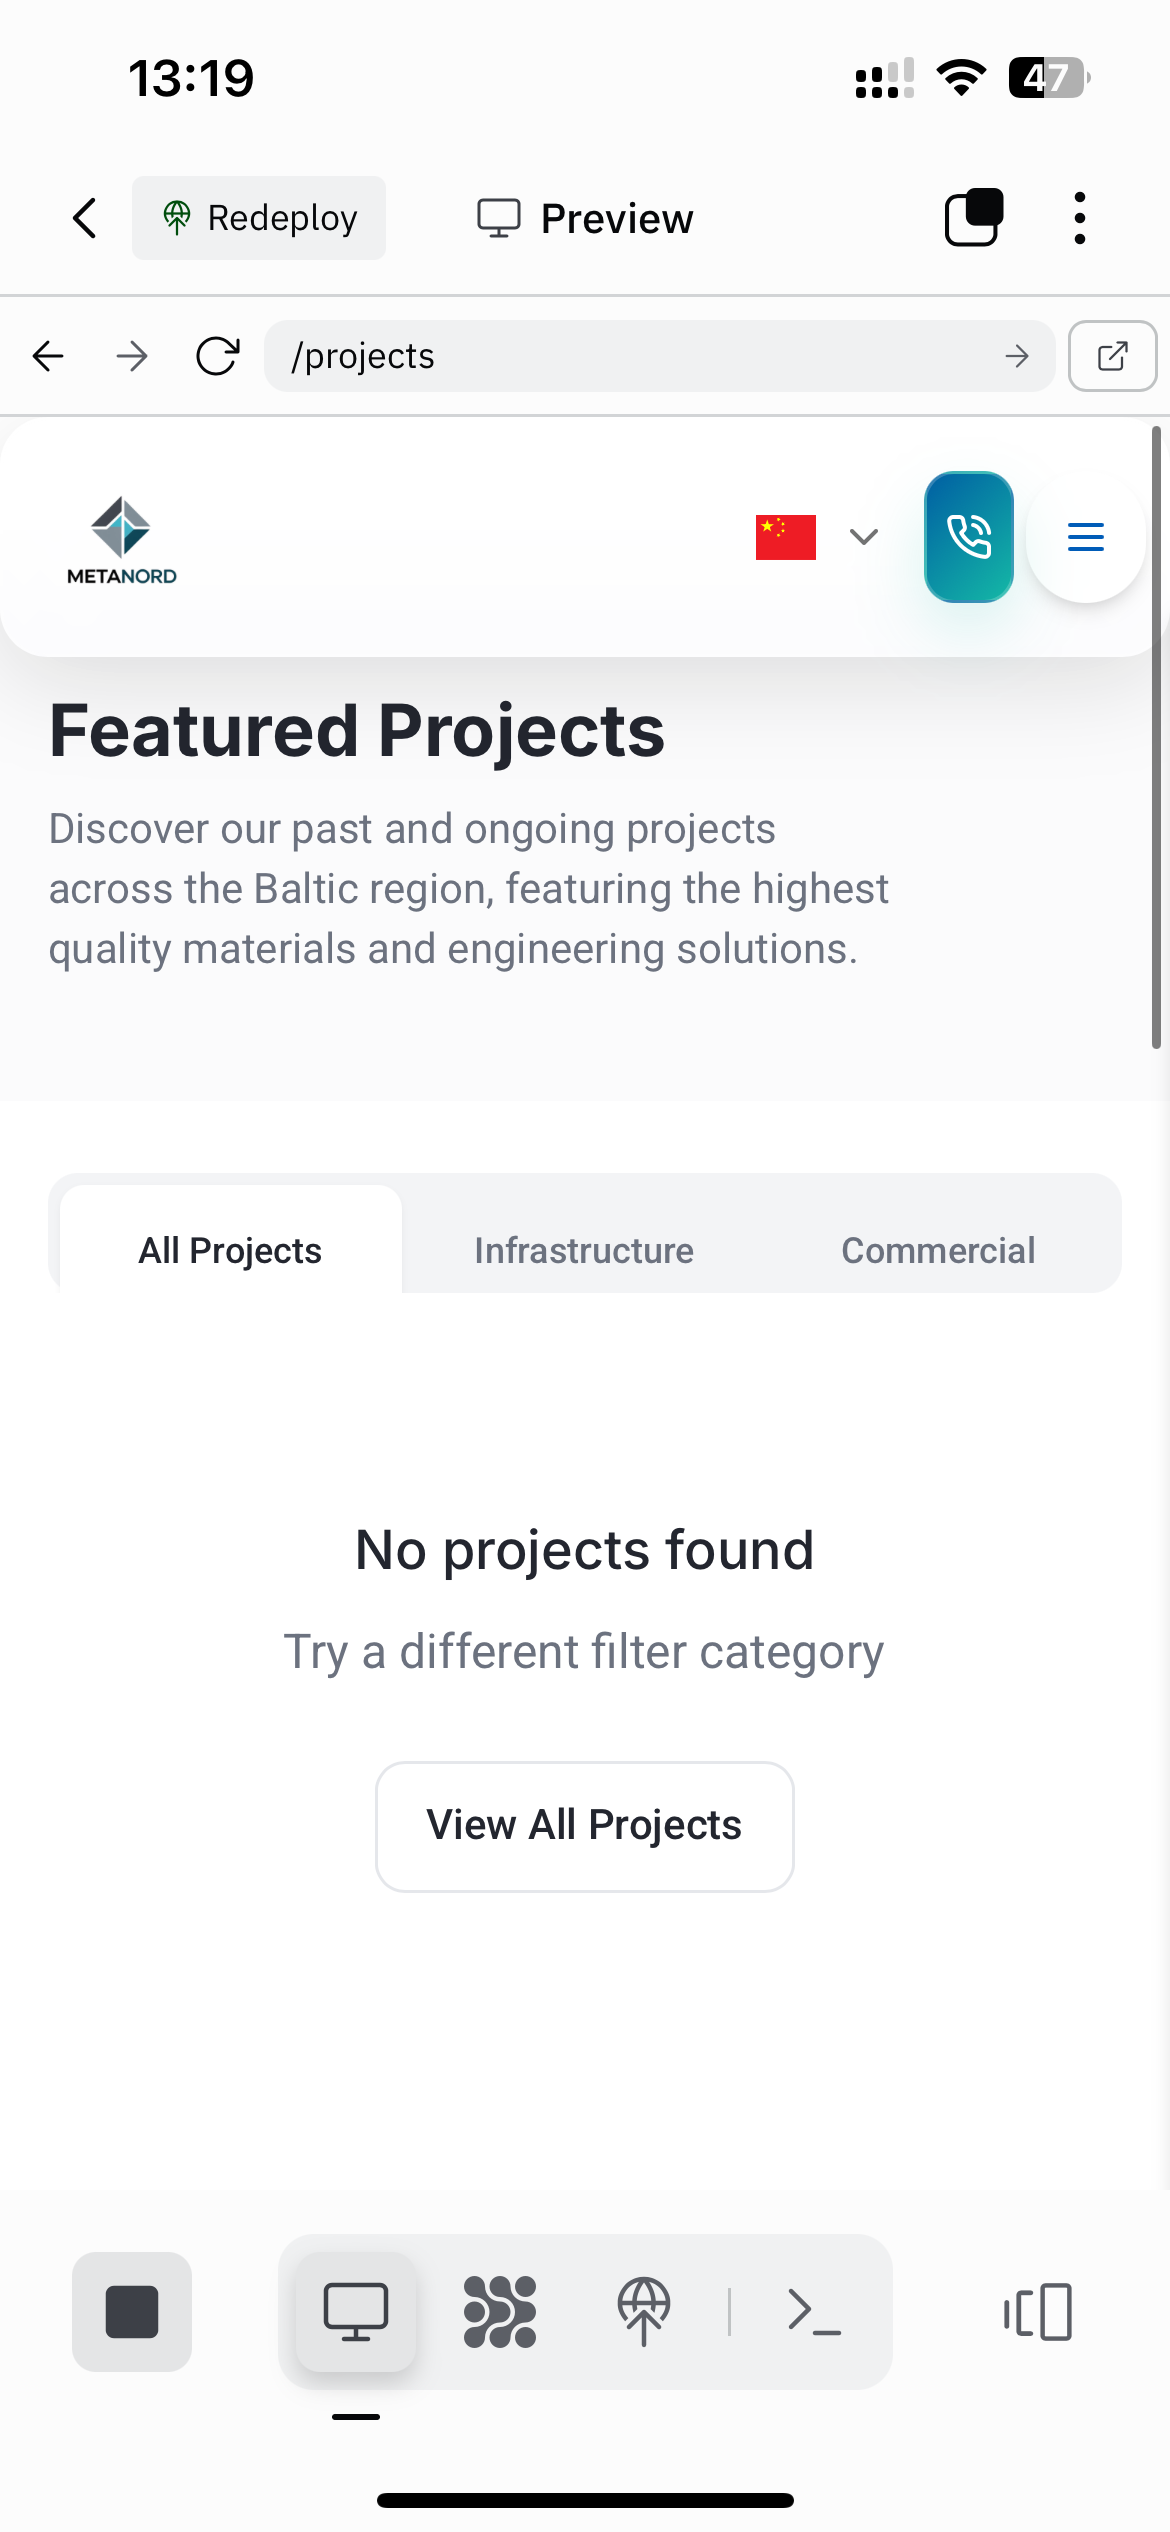 13:19
47
Redeploy
Preview
/projects
METANORD
Featured Projects
Discover our past and ongoing projects
across the Baltic region, featuring the highest
quality materials and engineering solutions.
All Projects
Infrastructure
Commercial
No projects found
Try a different filter category
View All Projects